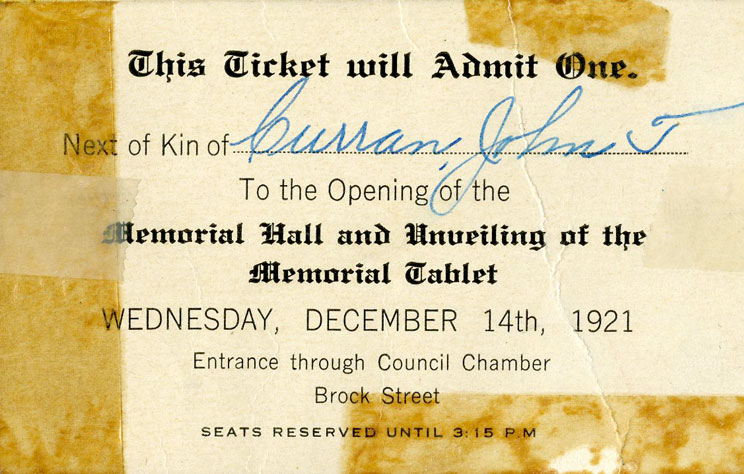 This Ticket will Admit One.
Next of Kin of Curran, John T
To the Opening of the
Memorial Hall and Unveiling of the
Memorial Tablet
WEDNESDAY, DECEMBER 14th, 1921
Entrance through Council Chamber
Brock Street
SEATS RESERVED UNTIL 3:15 P.M